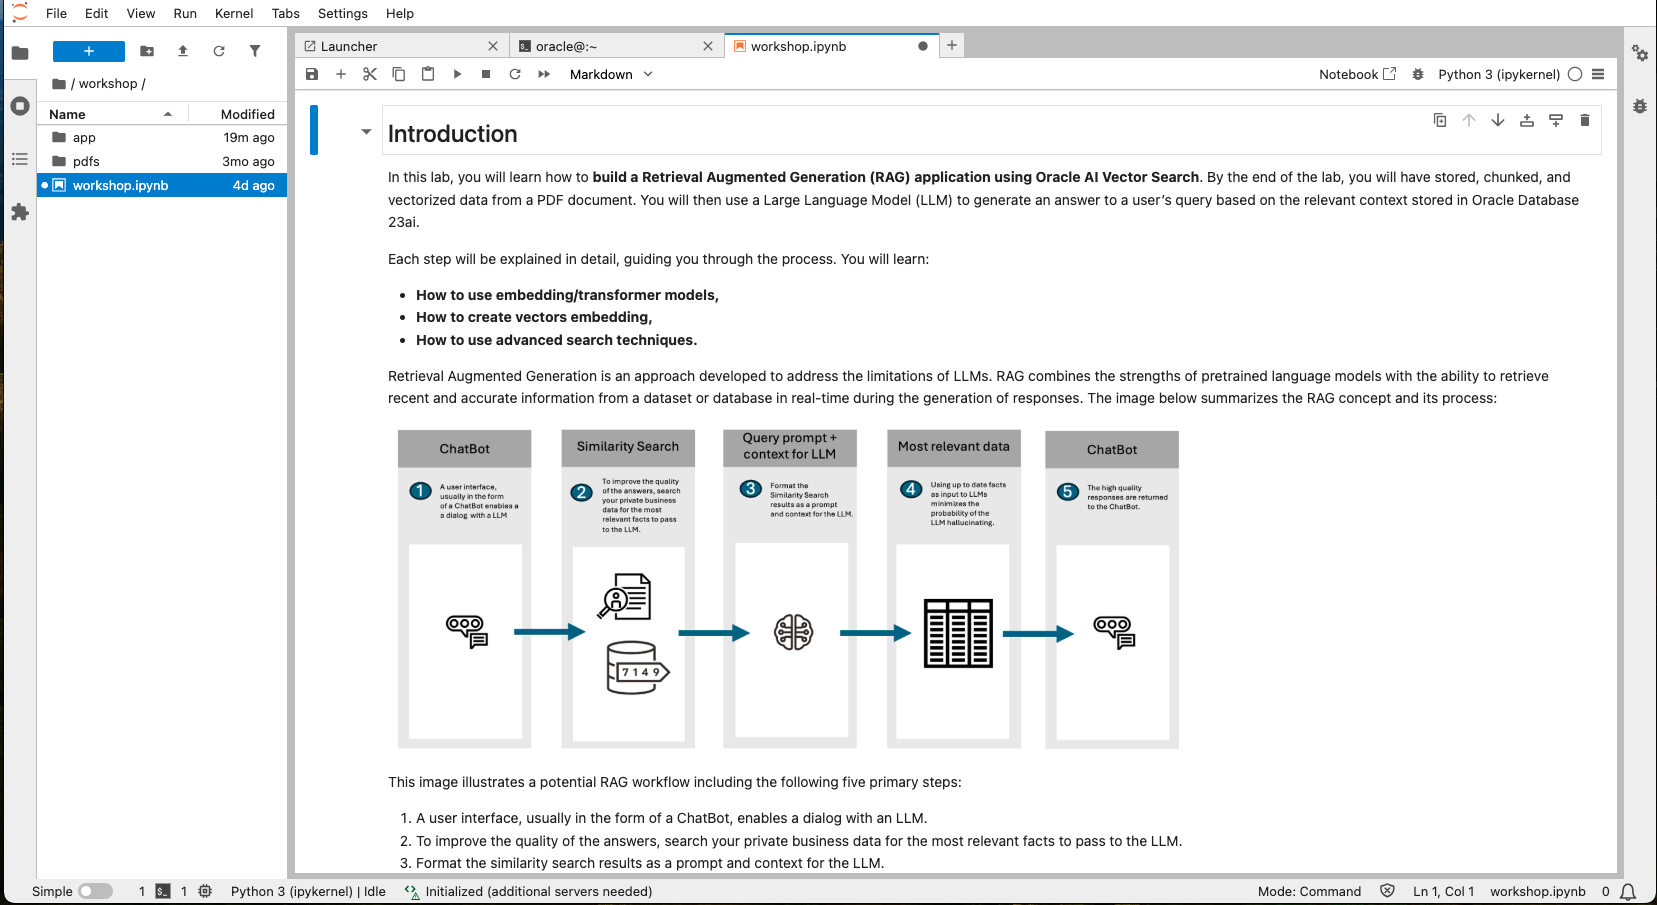 File Edit View Run Kernel Tabs Settings Help
/ workshop /
Name Modified
app 19m ago
pdfs 3mo ago
workshop.ipynb 4d ago
Launcher
oracle@:~
workshop.ipynb
Markdown
Notebook
Python 3 (ipykernel)
Introduction
In this lab, you will learn how to build a Retrieval Augmented Generation (RAG) application using Oracle AI Vector Search. By the end of the lab, you will have stored, chunked, and
vectorized data from a PDF document. You will then use a Large Language Model (LLM) to generate an answer to a user’s query based on the relevant context stored in Oracle Database
23ai.
Each step will be explained in detail, guiding you through the process. You will learn:
• How to use embedding/transformer models,
• How to create vectors embedding,
• How to use advanced search techniques.
Retrieval Augmented Generation is an approach developed to address the limitations of LLMs. RAG combines the strengths of pretrained language models with the ability to retrieve
recent and accurate information from a dataset or database in real-time during the generation of responses. The image below summarizes the RAG concept and its process:
ChatBot
1
A user interface,
usually in the form
of a ChatBot enables a
a dialog with a LLM
Similarity Search
2
To improve the quality
of the answers, search
your private business
data for the most
relevant facts to pass
to the LLM.
7 1 4 9
Query prompt +
context for LLM
3
Format the
Similarity Search
results as a prompt
and context for the LLM.
Most relevant data
4
Using up to date facts
as input to LLMs
minimizes the
probability of the
LLM hallucinating.
ChatBot
5
The high quality
responses are returned
to the ChatBot.
This image illustrates a potential RAG workflow including the following five primary steps:
1. A user interface, usually in the form of a ChatBot, enables a dialog with an LLM.
2. To improve the quality of the answers, search your private business data for the most relevant facts to pass to the LLM.
3. Format the similarity search results as a prompt and context for the LLM.
Simple 1 $_ 1 Python 3 (ipykernel) | Idle Initialized (additional servers needed) Mode: Command Ln 1, Col 1 workshop.ipynb 0